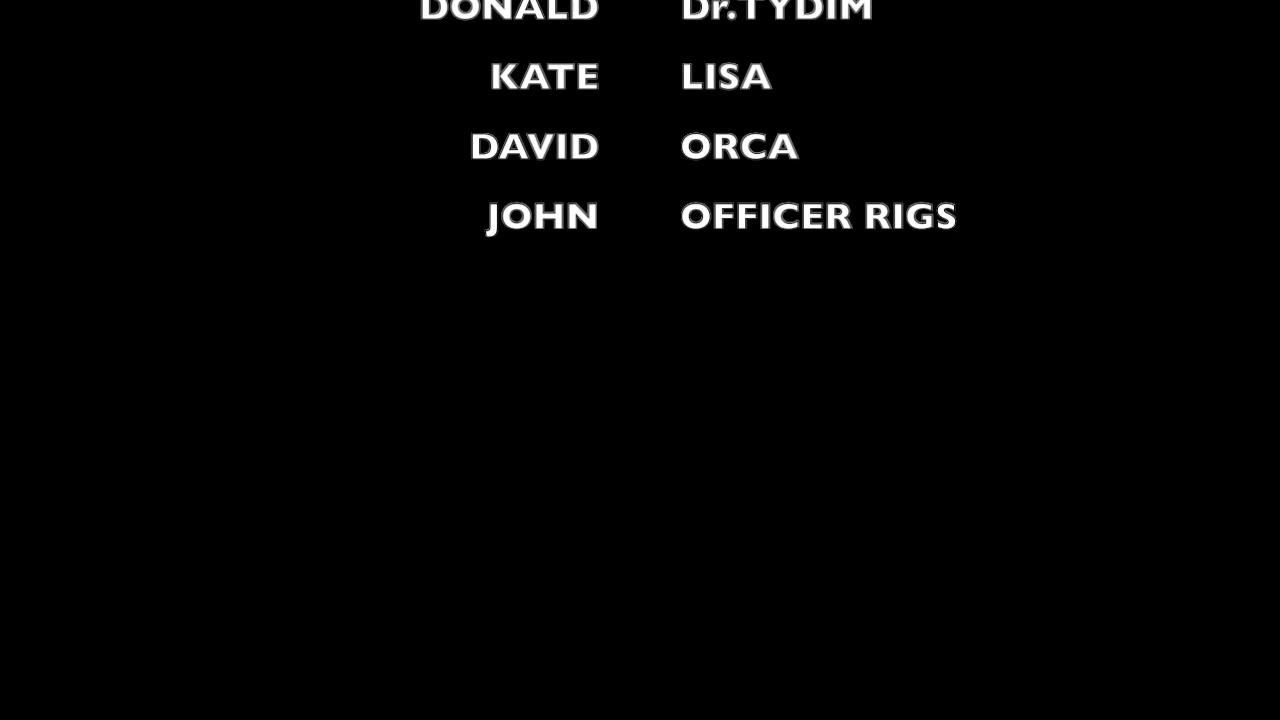 DONALD Dr.TYDIM
KATE LISA
DAVID ORCA
JOHN OFFICER RIGS